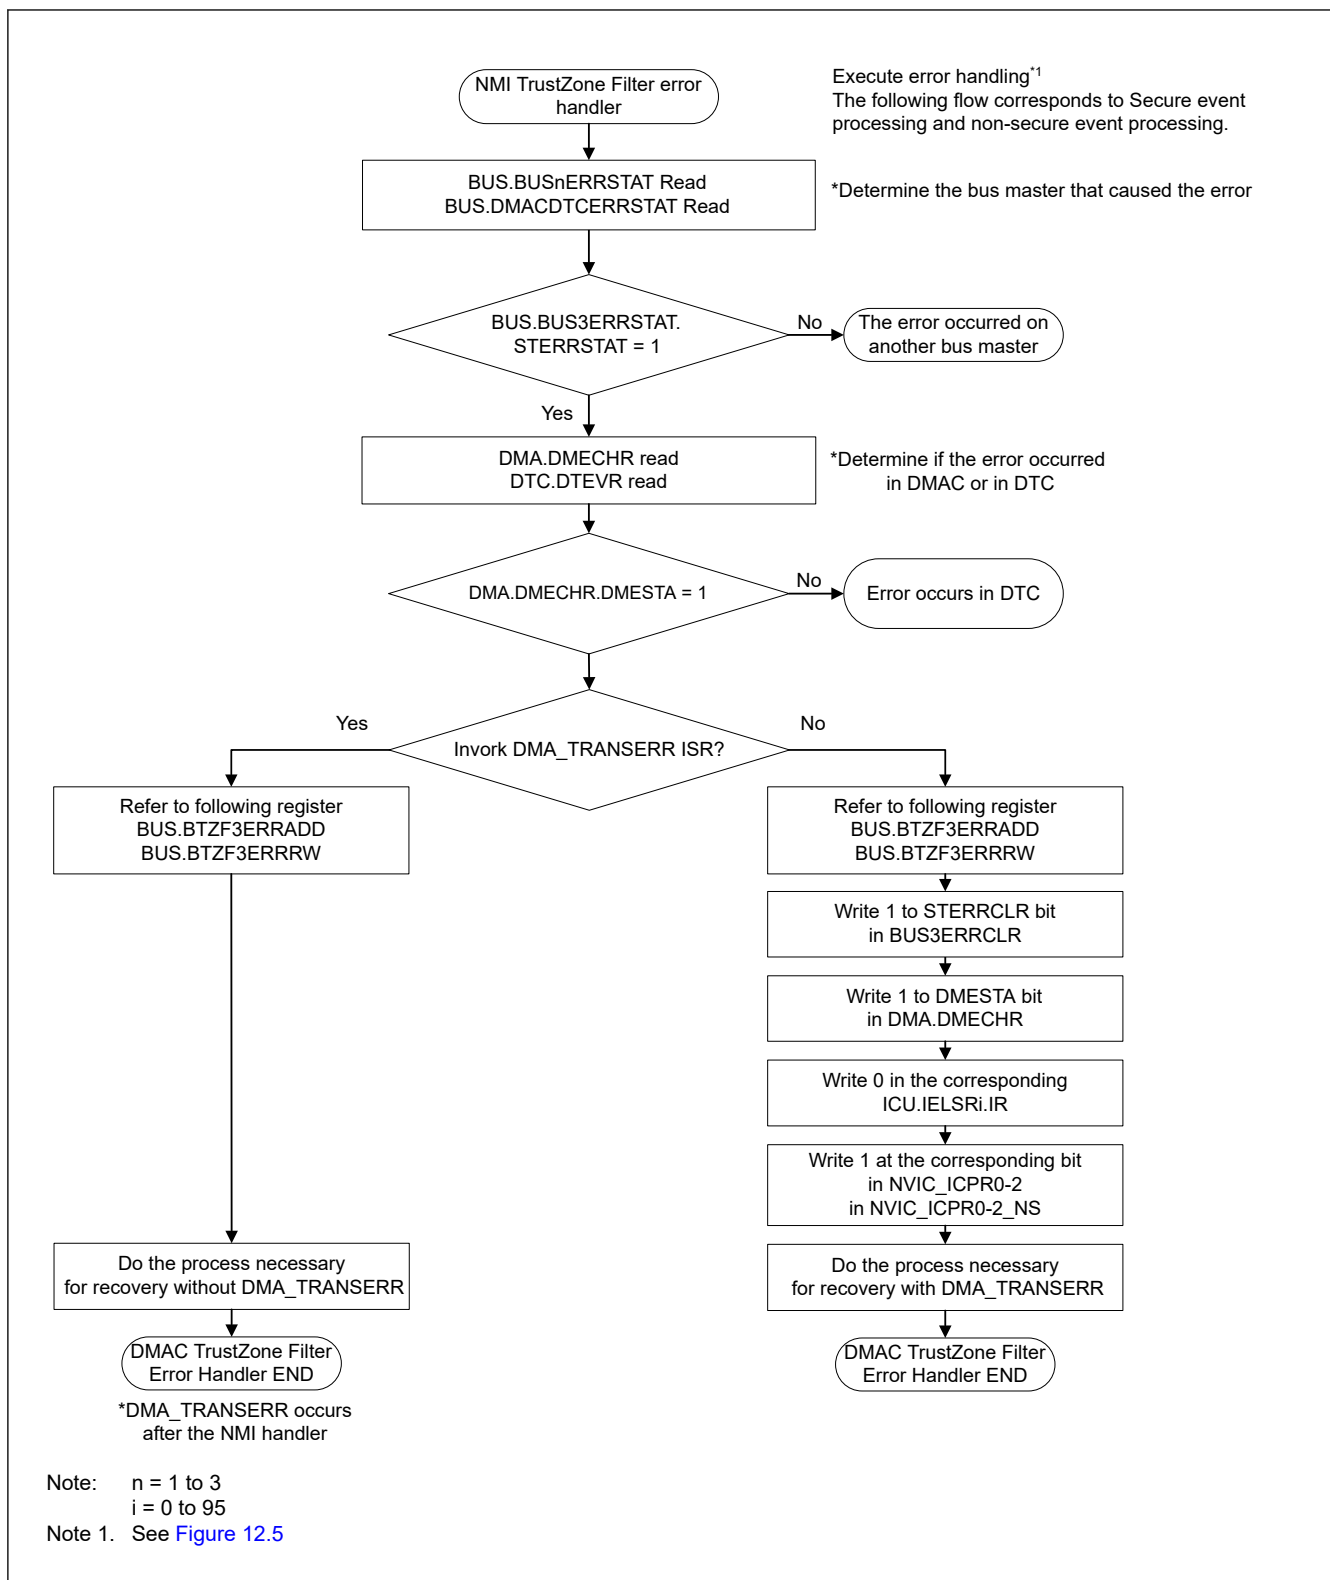 NMI TrustZone Filter error
handler
Execute error handling*1
The following flow corresponds to Secure event
processing and non-secure event processing.
BUS.BUSnERRSTAT Read
BUS.DMACDTCERRSTAT Read
*Determine the bus master that caused the error
BUS.BUS3ERRSTAT.
STERRSTAT = 1
No
The error occurred on
another bus master
Yes
DMA.DMECHR read
DTC.DTEVR read
*Determine if the error occurred
in DMAC or in DTC
DMA.DMECHR.DMESTA = 1
No
Error occurs in DTC
Yes
No
Invork DMA_TRANSERR ISR?
Refer to following register
BUS.BTZF3ERRADD
BUS.BTZF3ERRRW
Refer to following register
BUS.BTZF3ERRADD
BUS.BTZF3ERRRW
Write 1 to STERRCLR bit
in BUS3ERRCLR
Write 1 to DMESTA bit
in DMA.DMECHR
Write 0 in the corresponding
ICU.IELSRi.IR
Write 1 at the corresponding bit
in NVIC_ICPR0-2
in NVIC_ICPR0-2_NS
Do the process necessary
for recovery without DMA_TRANSERR
Do the process necessary
for recovery with DMA_TRANSERR
DMAC TrustZone Filter
Error Handler END
DMAC TrustZone Filter
Error Handler END
*DMA_TRANSERR occurs
after the NMI handler
Note: n = 1 to 3
i = 0 to 95
Note 1. See Figure 12.5